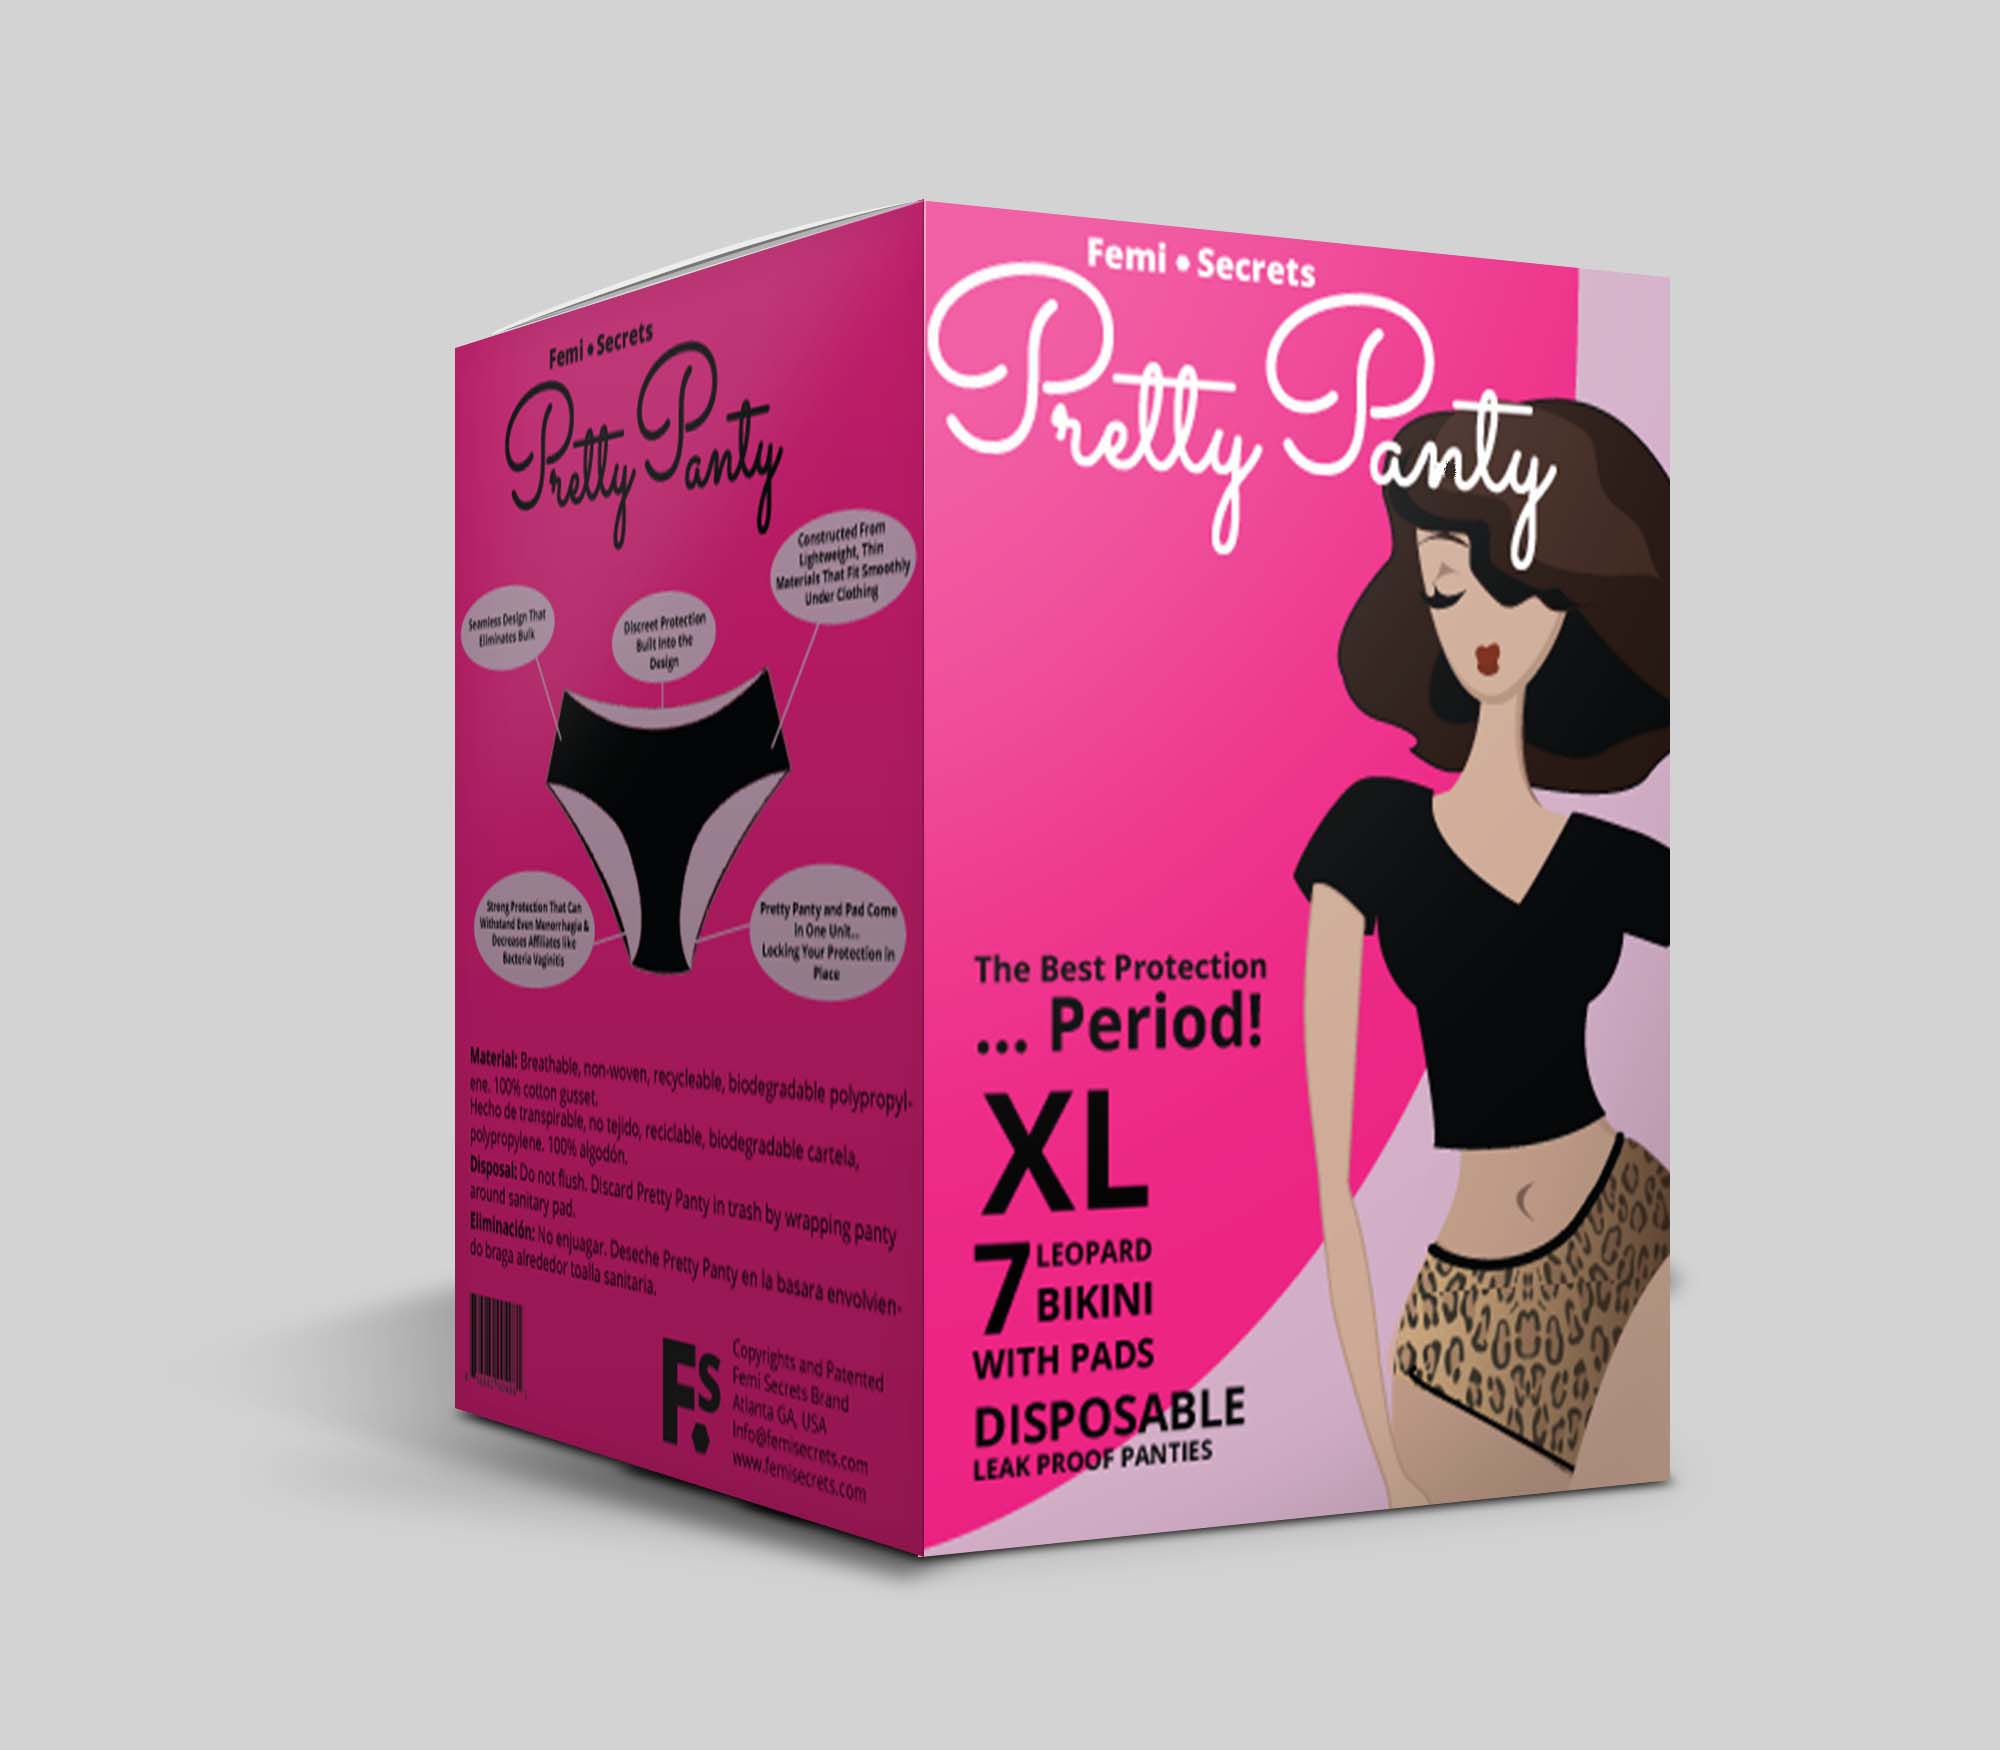 Femi • Secrets
Pretty Panty
Constructed From
Lightweight, Thin
Materials That Fit Smoothly
Under Clothing
Seamless Design That
Eliminates Bulk
Discreet Protection
Built Into the
Design
Strong Protection That Can
Withstand Even Menorrhagia &
Decreases Affiliates like
Bacteria Vaginitis
Pretty Panty and Pad Come
in One Unit...
Locking Your Protection in
Place
Material: Breathable, non-woven, recycleable, biodegradable polypropyl-
ene. 100% cotton gusset.
Hecho de transpirable, no tejido, reciclable, biodegradable cartela,
polypropylene. 100% algodón.
Disposal: Do not flush. Discard Pretty Panty in trash by wrapping panty
around sanitary pad.
Eliminación: No enjuagar. Deseche Pretty Panty en la basara envolvien-
do braga alrededor toalla sanitaria.
FS
Copyrights and Patented
Femi Secrets Brand
Atlanta GA, USA
Info@femisecrets.com
www.femisecrets.com
Femi • Secrets
Pretty Panty
The Best Protection
... Period!
XL
7 LEOPARD
BIKINI
WITH PADS
DISPOSABLE
LEAK PROOF PANTIES